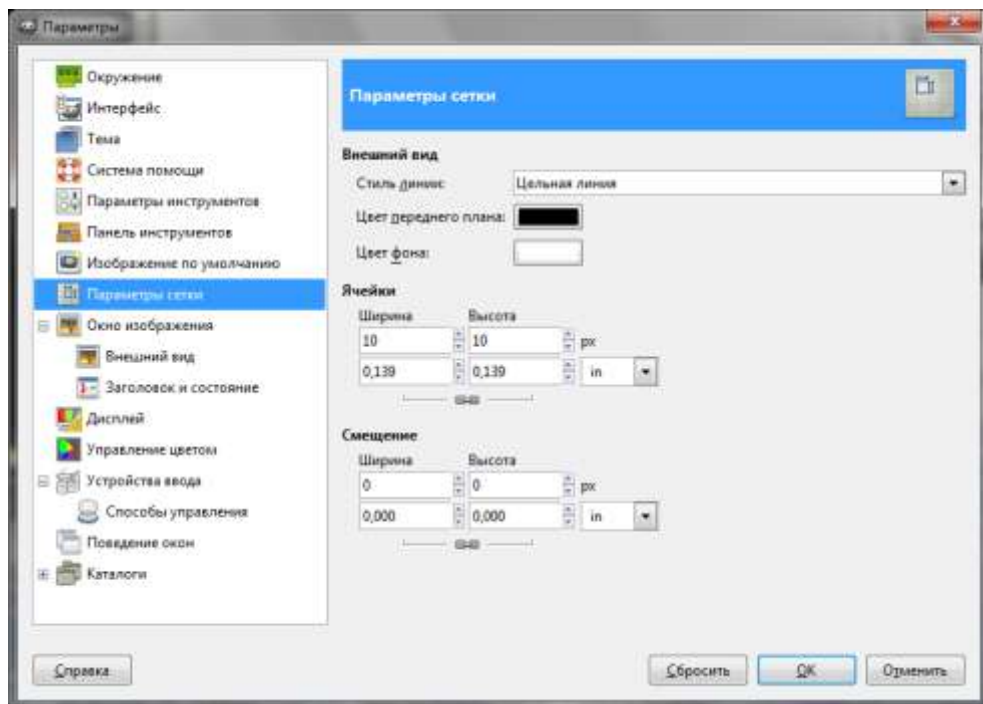 Параметры
Окружение
Интерфейс
Тема
Система помощи
Параметры инструментов
Панель инструментов
Изображение по умолчанию
Параметры сетки
Окно изображения
Внешний вид
Заголовок и состояние
Дисплей
Управление цветом
Устройства ввода
Способы управления
Поведение окон
Каталоги
Параметры сетки
Внешний вид
Стиль линии: Цельная линия
Цвет переднего плана:
Цвет фона:
Ячейки
Ширина Высота
10 10 px
0,139 0,139 in
Смещение
Ширина Высота
0 0 px
0,000 0,000 in
Справка Сбросить OK Отменить